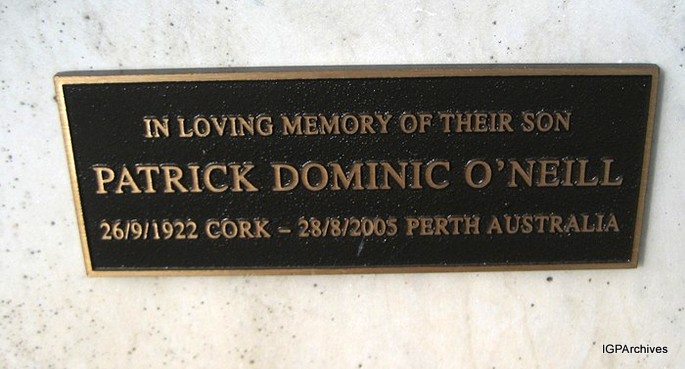 IN LOVING MEMORY OF THEIR SON
PATRICK DOMINIC O'NEILL
26/9/1922 CORK – 28/8/2005 PERTH AUSTRALIA
IGPArchives